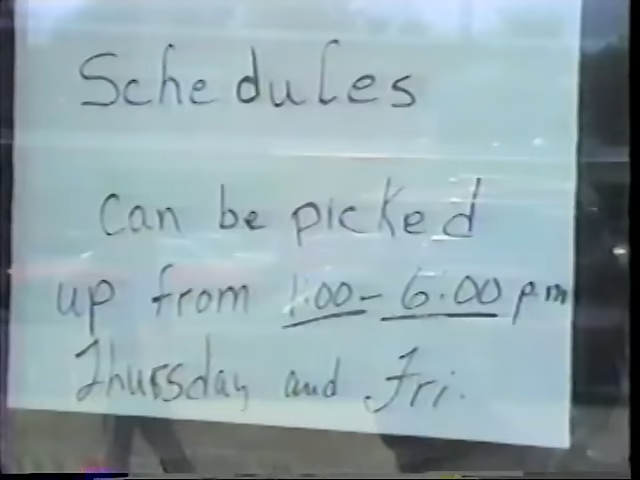 Schedules
can be picked
up from 1:00-6:00 pm
Thursday and Fri.